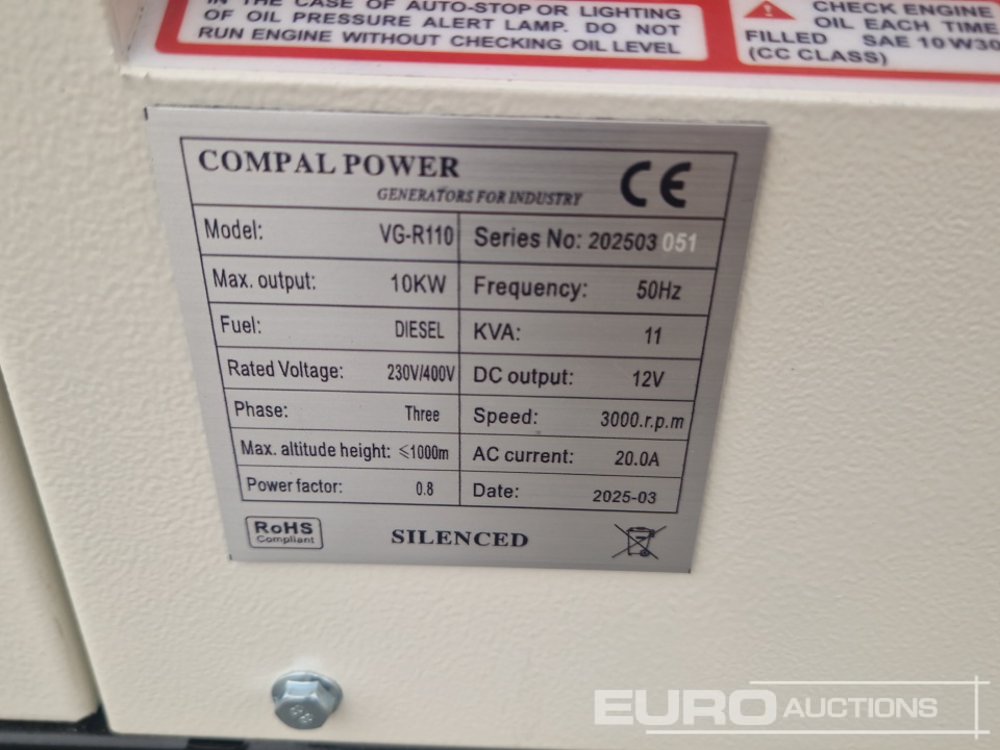 IN THE CASE OF AUTO-STOP OR LIGHTING
OF OIL PRESSURE ALERT LAMP. DO NOT
RUN ENGINE WITHOUT CHECKING OIL LEVEL
CHECK ENGINE
OIL EACH TIME
FILLED SAE 10W30
(CC CLASS)
COMPAL POWER
GENERATORS FOR INDUSTRY
CE
Model: VG-R110 Series No: 202503 051
Max. output: 10KW Frequency: 50Hz
Fuel: DIESEL KVA: 11
Rated Voltage: 230V/400V DC output: 12V
Phase: Three Speed: 3000.r.p.m
Max. altitude height: ≤1000m AC current: 20.0A
Power factor: 0.8 Date: 2025-03
RoHS
Compliant
SILENCED
8.8
EURO AUCTIONS